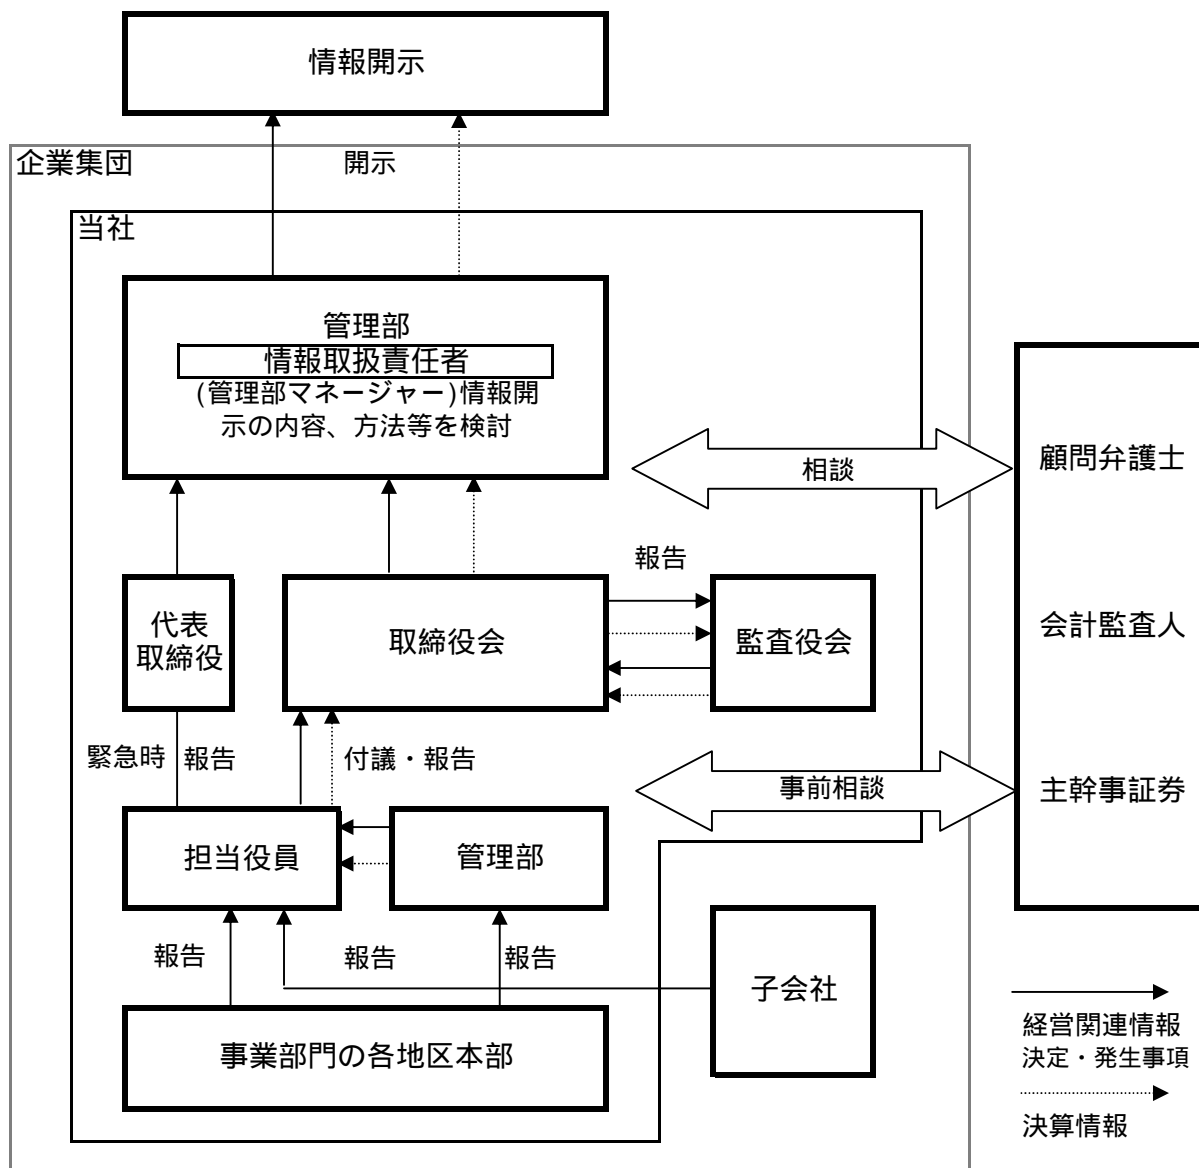 情報開示
企業集団
開示
当社
管理部
情報取扱責任者
(管理部マネージャー)情報開
示の内容、方法等を検討
相談
顧問弁護士
報告
代表
取締役
取締役会
監査役会
会計監査人
緊急時
報告
付議・報告
事前相談
主幹事証券
担当役員
管理部
報告
報告
報告
子会社
事業部門の各地区本部
経営関連情報
決定・発生事項
決算情報